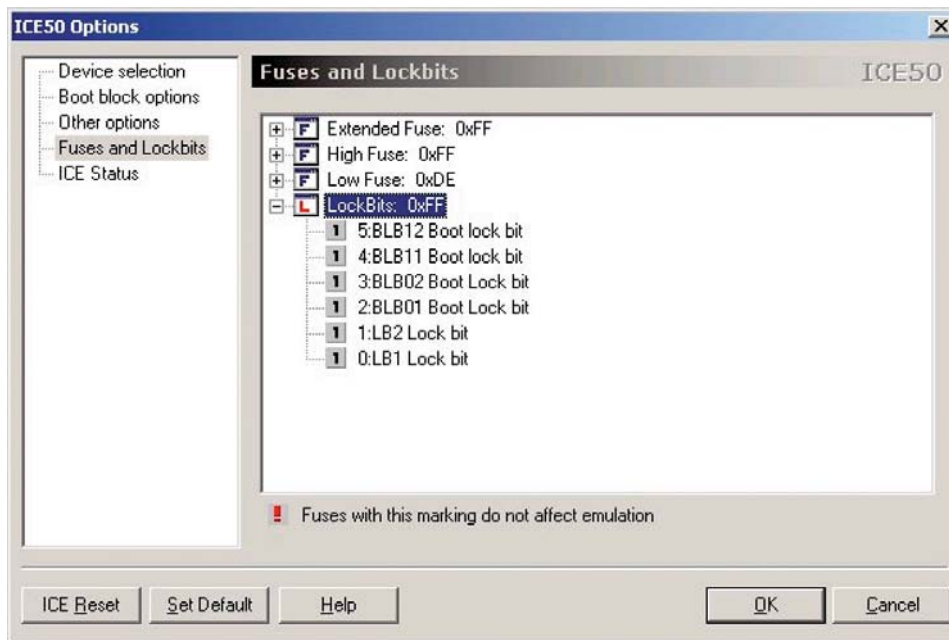 ICE50 Options
Device selection
Boot block options
Other options
Fuses and Lockbits
ICE Status
Fuses and Lockbits ICE50
F Extended Fuse: 0xFF
F High Fuse: 0xFF
F Low Fuse: 0xDE
L LockBits: 0xFF
1 5:BLB12 Boot lock bit
1 4:BLB11 Boot lock bit
1 3:BLB02 Boot Lock bit
1 2:BLB01 Boot Lock bit
1 1:LB2 Lock bit
1 0:LB1 Lock bit
! Fuses with this marking do not affect emulation
ICE Reset Set Default Help OK Cancel